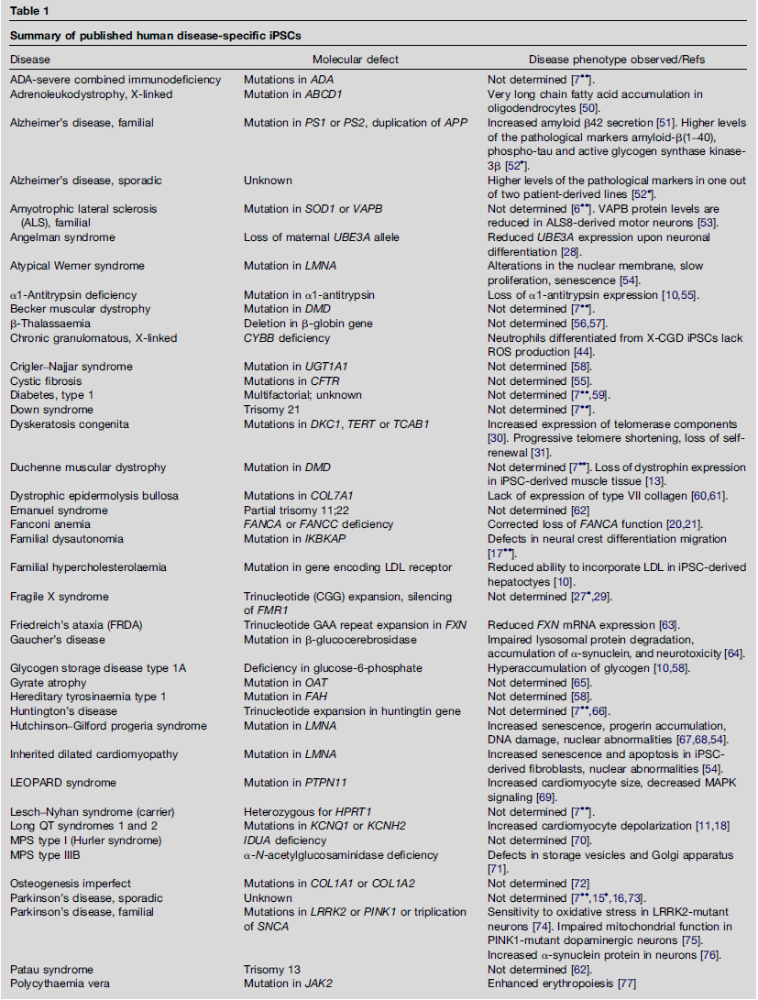 Table 1
Summary of published human disease-specific iPSCs
Disease Molecular defect Disease phenotype observed/Refs
ADA-severe combined immunodeficiency Mutations in ADA Not determined [7••].
Adrenoleukodystrophy, X-linked Mutation in ABCD1 Very long chain fatty acid accumulation in
oligodendrocytes [50].
Alzheimer's disease, familial Mutation in PS1 or PS2, duplication of APP Increased amyloid β42 secretion [51]. Higher levels
of the pathological markers amyloid-β(1–40),
phospho-tau and active glycogen synthase kinase-
3β [52•].
Alzheimer's disease, sporadic Unknown Higher levels of the pathological markers in one out
of two patient-derived lines [52•].
Amyotrophic lateral sclerosis Mutation in SOD1 or VAPB Not determined [6••]. VAPB protein levels are
(ALS), familial reduced in ALS8-derived motor neurons [53].
Angelman syndrome Loss of maternal UBE3A allele Reduced UBE3A expression upon neuronal
differentiation [28].
Atypical Werner syndrome Mutation in LMNA Alterations in the nuclear membrane, slow
proliferation, senescence [54].
α1-Antitrypsin deficiency Mutation in α1-antitrypsin Loss of α1-antitrypsin expression [10,55].
Becker muscular dystrophy Mutation in DMD Not determined [7••].
β-Thalassaemia Deletion in β-globin gene Not determined [56,57].
Chronic granulomatous, X-linked CYBB deficiency Neutrophils differentiated from X-CGD iPSCs lack
ROS production [44].
Crigler–Najjar syndrome Mutation in UGT1A1 Not determined [58].
Cystic fibrosis Mutations in CFTR Not determined [55].
Diabetes, type 1 Multifactorial; unknown Not determined [7••,59].
Down syndrome Trisomy 21 Not determined [7••].
Dyskeratosis congenita Mutations in DKC1, TERT or TCAB1 Increased expression of telomerase components
[30]. Progressive telomere shortening, loss of self-
renewal [31].
Duchenne muscular dystrophy Mutation in DMD Not determined [7••]. Loss of dystrophin expression
in iPSC-derived muscle tissue [13].
Dystrophic epidermolysis bullosa Mutations in COL7A1 Lack of expression of type VII collagen [60,61].
Emanuel syndrome Partial trisomy 11;22 Not determined [62]
Fanconi anemia FANCA or FANCC deficiency Corrected loss of FANCA function [20,21].
Familial dysautonomia Mutation in IKBKAP Defects in neural crest differentiation migration
[17••].
Familial hypercholesterolaemia Mutation in gene encoding LDL receptor Reduced ability to incorporate LDL in iPSC-derived
hepatoctyes [10].
Fragile X syndrome Trinucleotide (CGG) expansion, silencing Not determined [27•,29].
of FMR1
Friedreich's ataxia (FRDA) Trinucleotide GAA repeat expansion in FXN Reduced FXN mRNA expression [63].
Gaucher's disease Mutation in β-glucocerebrosidase Impaired lysosomal protein degradation,
accumulation of α-synuclein, and neurotoxicity [64].
Glycogen storage disease type 1A Deficiency in glucose-6-phosphate Hyperaccumulation of glycogen [10,58].
Gyrate atrophy Mutation in OAT Not determined [65].
Hereditary tyrosinaemia type 1 Mutation in FAH Not determined [58].
Huntington's disease Trinucleotide expansion in huntingtin gene Not determined [7••,66].
Hutchinson–Gilford progeria syndrome Mutation in LMNA Increased senescence, progerin accumulation,
DNA damage, nuclear abnormalities [67,68,54].
Inherited dilated cardiomyopathy Mutation in LMNA Increased senescence and apoptosis in iPSC-
derived fibroblasts, nuclear abnormalities [54].
LEOPARD syndrome Mutation in PTPN11 Increased cardiomyocyte size, decreased MAPK
signaling [69].
Lesch–Nyhan syndrome (carrier) Heterozygous for HPRT1 Not determined [7••].
Long QT syndromes 1 and 2 Mutations in KCNQ1 or KCNH2 Increased cardiomyocyte depolarization [11,18]
MPS type I (Hurler syndrome) IDUA deficiency Not determined [70].
MPS type IIIB α-N-acetylglucosaminidase deficiency Defects in storage vesicles and Golgi apparatus
[71].
Osteogenesis imperfect Mutations in COL1A1 or COL1A2 Not determined [72]
Parkinson's disease, sporadic Unknown Not determined [7••,15•,16,73].
Parkinson's disease, familial Mutations in LRRK2 or PINK1 or triplication Sensitivity to oxidative stress in LRRK2-mutant
of SNCA neurons [74]. Impaired mitochondrial function in
PINK1-mutant dopaminergic neurons [75].
Increased α-synuclein protein in neurons [76].
Patau syndrome Trisomy 13 Not determined [62].
Polycythaemia vera Mutation in JAK2 Enhanced erythropoiesis [77]